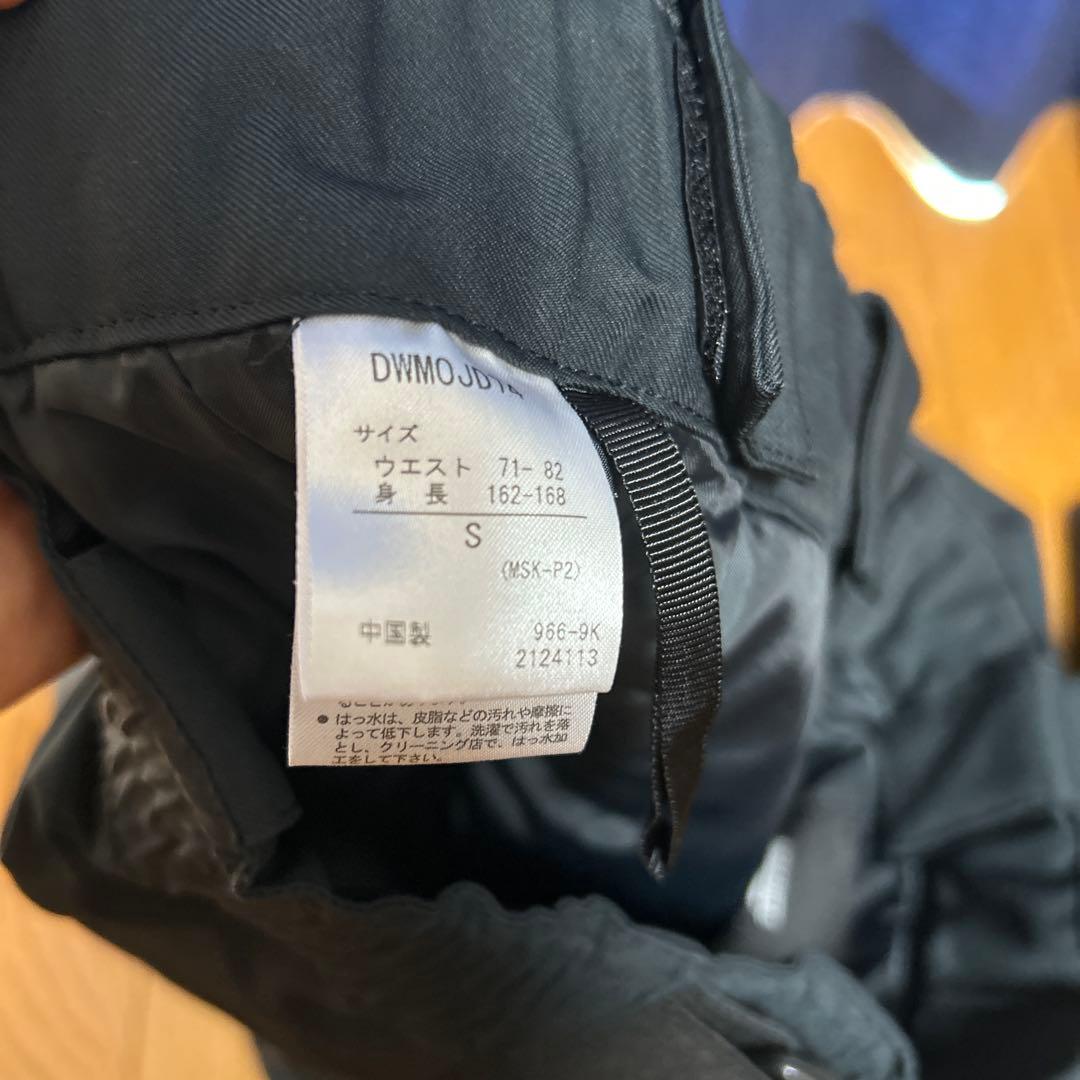 DWMOJD14
サイズ
ウエスト 71-82
身長 162-168
S
(MSK-P2)
中国製 966-9K
2124113
● はっ水は、皮脂などの汚れや摩擦に
よって低下します。洗濯で汚れを落
とし、クリーニング店で、はっ水加
工をして下さい。